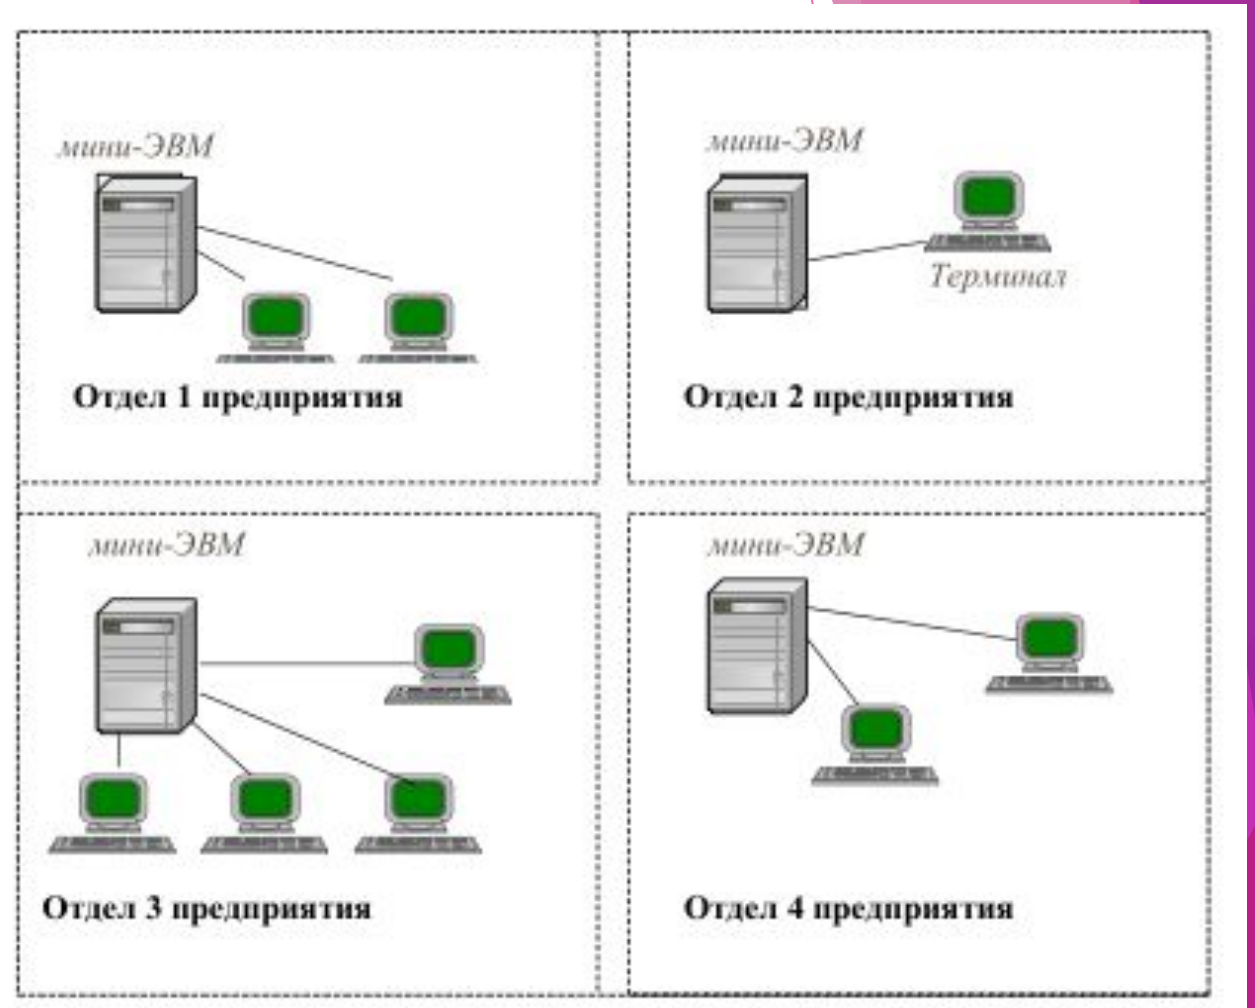 мини-ЭВМ
Отдел 1 предприятия
мини-ЭВМ
Терминал
Отдел 2 предприятия
мини-ЭВМ
Отдел 3 предприятия
мини-ЭВМ
Отдел 4 предприятия